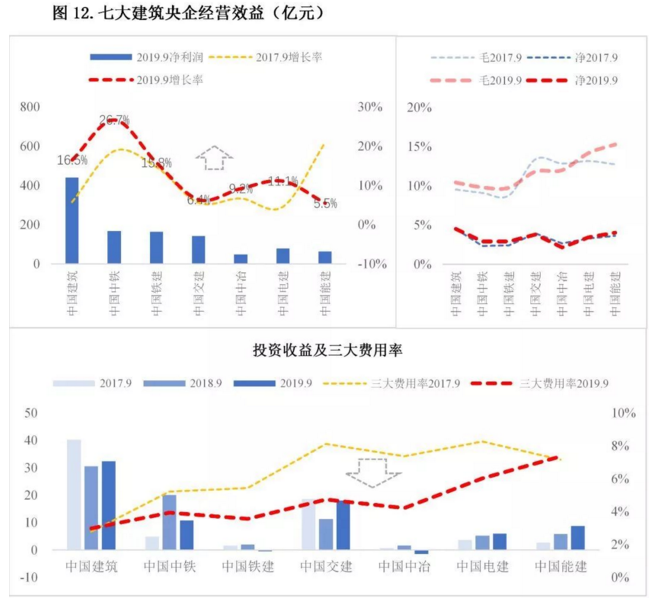 图 12.七大建筑央企经营效益（亿元）
2019.9净利润 2017.9增长率
2019.9增长率
800 30%
600 20%
400 10%
200 0%
0 -10%
16.5% 26.7% 15.8% 6.4% 9.2% 11.1% 5.5%
中国建筑 中国中铁 中国铁建 中国交建 中国中冶 中国电建 中国能建
毛2017.9 净2017.9
毛2019.9 净2019.9
20%
15%
10%
5%
0%
中国建筑 中国中铁 中国铁建 中国交建 中国中冶 中国电建 中国能建
投资收益及三大费用率
2017.9 2018.9 2019.9 三大费用率2017.9 三大费用率2019.9
50 10%
40 8%
30 6%
20 4%
10 2%
0 0%
-10
中国建筑 中国中铁 中国铁建 中国交建 中国中冶 中国电建 中国能建